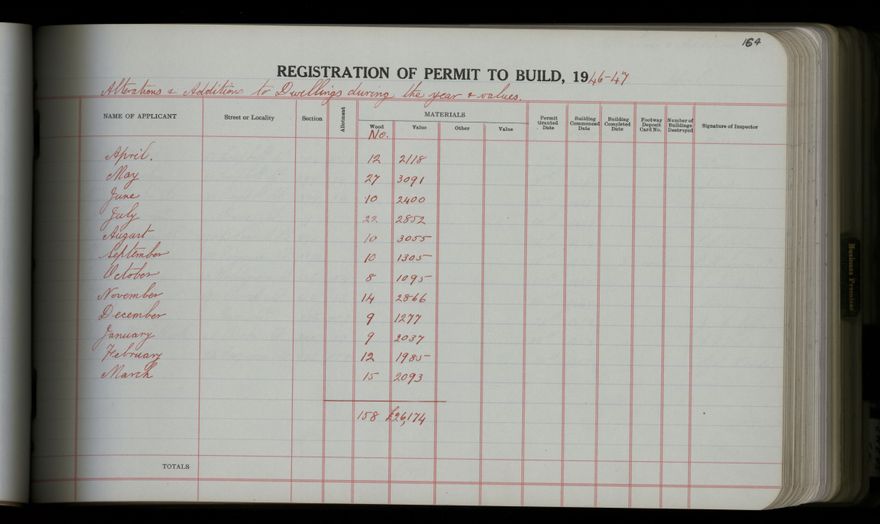 164
REGISTRATION OF PERMIT TO BUILD, 1946-47
Alterations & Additions to Dwellings during the year & values.
NAME OF APPLICANT Street or Locality Section Allotment MATERIALS Permit Granted Date Building Commenced Date Building Completed Date Footway Deposit Card No. Number of Buildings Destroyed Signature of Inspector
Wood Value Other Value
No.
April. 12 2118
May 27 3091
June 10 2400
July 22 2852
August 10 3055
September 10 1305
October 8 1095
November 14 2866
December 9 1277
January 9 2037
February 12 1985
March 15 2093
158 £26,174
TOTALS
Business Premises